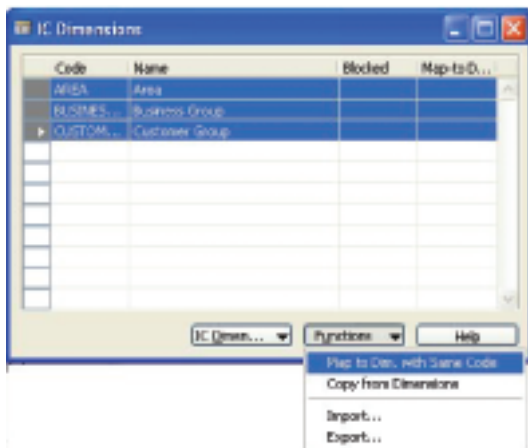 IC Dimensions
Code Name Blocked Map-to D...
AREA Area
BUSINES... Business Group
CUSTOM... Customer Group
IC Dimen... Functions Help
Map to Dim. with Same Code
Copy from Dimensions
Import...
Export...